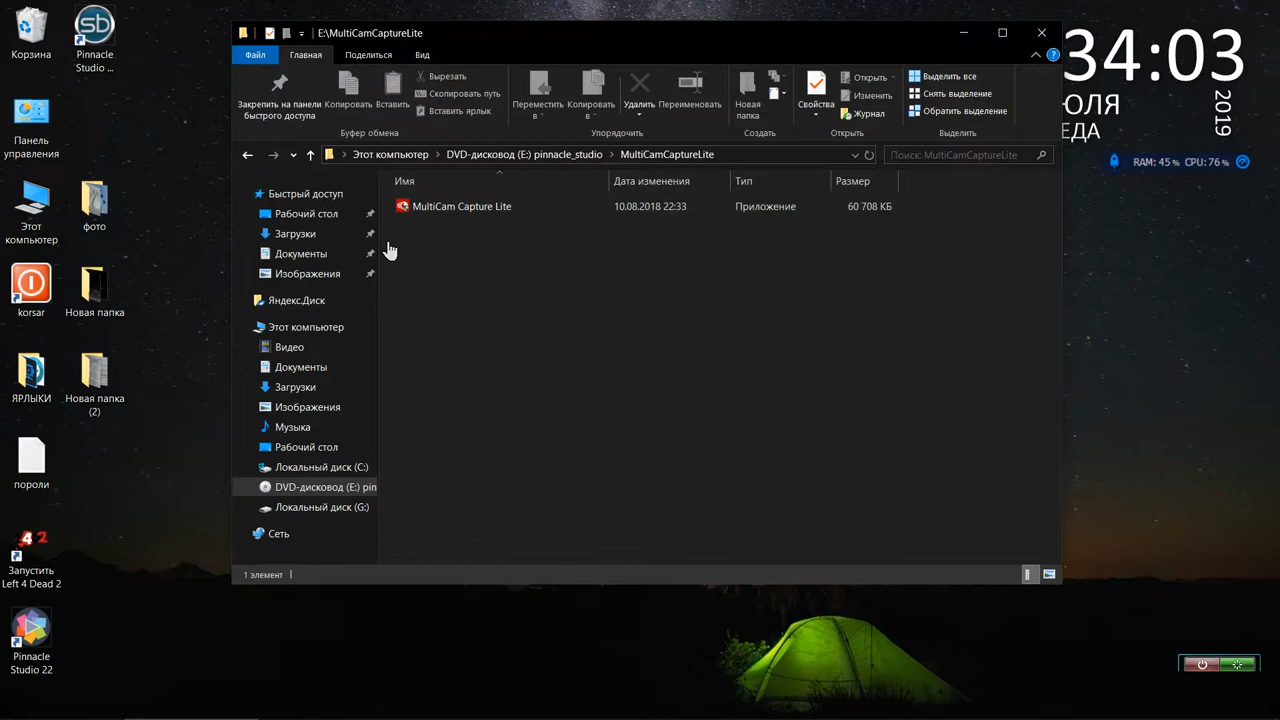 Корзина
Pinnacle
Studio ...
Панель
управления
Этот
компьютер
фото
korsar
Новая папка
ЯРЛЫКИ
Новая папка
(2)
пороли
42
Запустить
Left 4 Dead 2
Pinnacle
Studio 22
E:\MultiCamCaptureLite
Файл
Главная
Поделиться
Вид
Закрепить на панели
быстрого доступа
Копировать
Вставить
Вырезать
Скопировать путь
Вставить ярлык
Буфер обмена
Переместить
в
Копировать
в
Удалить
Переименовать
Упорядочить
Новая
папка
Создать
Свойства
Открыть
Изменить
Журнал
Открыть
Выделить все
Снять выделение
Обратить выделение
Выделить
Этот компьютер
DVD-дисковод (E:) pinnacle_studio
MultiCamCaptureLite
Поиск: MultiCamCaptureLite
Имя
Дата изменения
Тип
Размер
MultiCam Capture Lite
10.08.2018 22:33
Приложение
60 708 КБ
Быстрый доступ
Рабочий стол
Загрузки
Документы
Изображения
Яндекс.Диск
Этот компьютер
Видео
Документы
Загрузки
Изображения
Музыка
Рабочий стол
Локальный диск (C:)
DVD-дисковод (E:) pin
Локальный диск (G:)
Сеть
1 элемент
34:03
ЮЛЯ
ЕДА
2019
RAM: 45 % CPU: 76 %